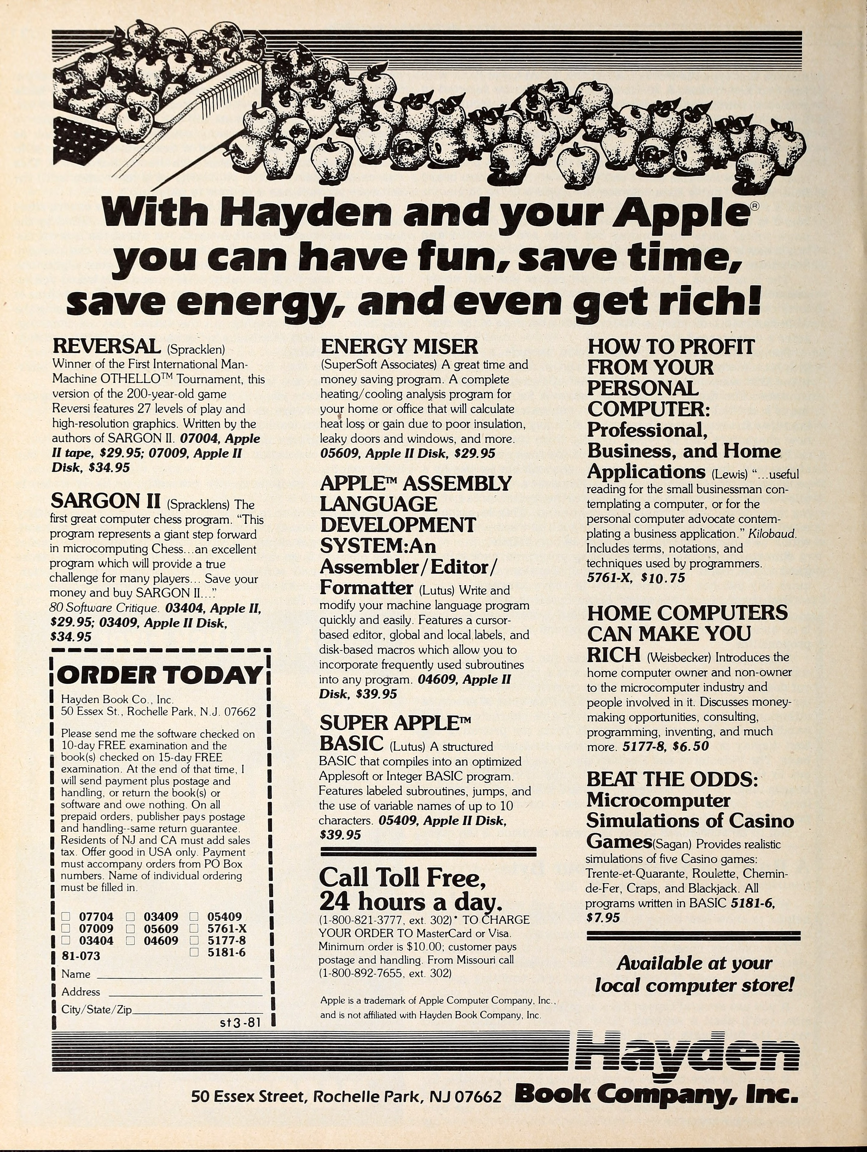 With Hayden and your Apple®
you can have fun, save time,
save energy, and even get rich!
REVERSAL (Spracklen)
Winner of the First International Man-
Machine OTHELLO™ Tournament, this
version of the 200-year-old game
Reversi features 27 levels of play and
high-resolution graphics. Written by the
authors of SARGON II. 07004, Apple
II tape, $29.95; 07009, Apple II
Disk, $34.95
SARGON II (Spracklens) The
first great computer chess program. “This
program represents a giant step forward
in microcomputing Chess...an excellent
program which will provide a true
challenge for many players... Save your
money and buy SARGON II...”
80 Software Critique. 03404, Apple II,
$29.95; 03409, Apple II Disk,
$34.95
ORDER TODAY
Hayden Book Co., Inc.
50 Essex St., Rochelle Park, N.J. 07662
Please send me the software checked on
10-day FREE examination and the
book(s) checked on 15-day FREE
examination. At the end of that time, I
will send payment plus postage and
handling, or return the book(s) or
software and owe nothing. On all
prepaid orders, publisher pays postage
and handling--same return guarantee.
Residents of NJ and CA must add sales
tax. Offer good in USA only. Payment
must accompany orders from PO Box
numbers. Name of individual ordering
must be filled in.
07704 03409 05409
07009 05609 5761-X
03404 04609 5177-8
81-073 5181-6
Name
Address
City/State/Zip
st3-81
ENERGY MISER
(SuperSoft Associates) A great time and
money saving program. A complete
heating/cooling analysis program for
your home or office that will calculate
heat loss or gain due to poor insulation,
leaky doors and windows, and more.
05609, Apple II Disk, $29.95
APPLE™ ASSEMBLY
LANGUAGE
DEVELOPMENT
SYSTEM:An
Assembler/Editor/
Formatter (Lutus) Write and
modify your machine language program
quickly and easily. Features a cursor-
based editor, global and local labels, and
disk-based macros which allow you to
incorporate frequently used subroutines
into any program. 04609, Apple II
Disk, $39.95
SUPER APPLE™
BASIC (Lutus) A structured
BASIC that compiles into an optimized
Applesoft or Integer BASIC program.
Features labeled subroutines, jumps, and
the use of variable names of up to 10
characters. 05409, Apple II Disk,
$39.95
Call Toll Free,
24 hours a day.
(1-800-821-3777, ext. 302)* TO CHARGE
YOUR ORDER TO MasterCard or Visa.
Minimum order is $10.00; customer pays
postage and handling. From Missouri call
(1-800-892-7655, ext. 302)
Apple is a trademark of Apple Computer Company, Inc.,
and is not affiliated with Hayden Book Company, Inc.
HOW TO PROFIT
FROM YOUR
PERSONAL
COMPUTER:
Professional,
Business, and Home
Applications (Lewis) “...useful
reading for the small businessman con-
templating a computer, or for the
personal computer advocate contem-
plating a business application.” Kilobaud.
Includes terms, notations, and
techniques used by programmers.
5761-X, $10.75
HOME COMPUTERS
CAN MAKE YOU
RICH (Weisbecker) Introduces the
home computer owner and non-owner
to the microcomputer industry and
people involved in it. Discusses money-
making opportunities, consulting,
programming, inventing, and much
more. 5177-8, $6.50
BEAT THE ODDS:
Microcomputer
Simulations of Casino
Games(Sagan) Provides realistic
simulations of five Casino games:
Trente-et-Quarante, Roulette, Chemin-
de-Fer, Craps, and Blackjack. All
programs written in BASIC 5181-6,
$7.95
Available at your
local computer store!
Hayden
50 Essex Street, Rochelle Park, NJ 07662 Book Company, Inc.